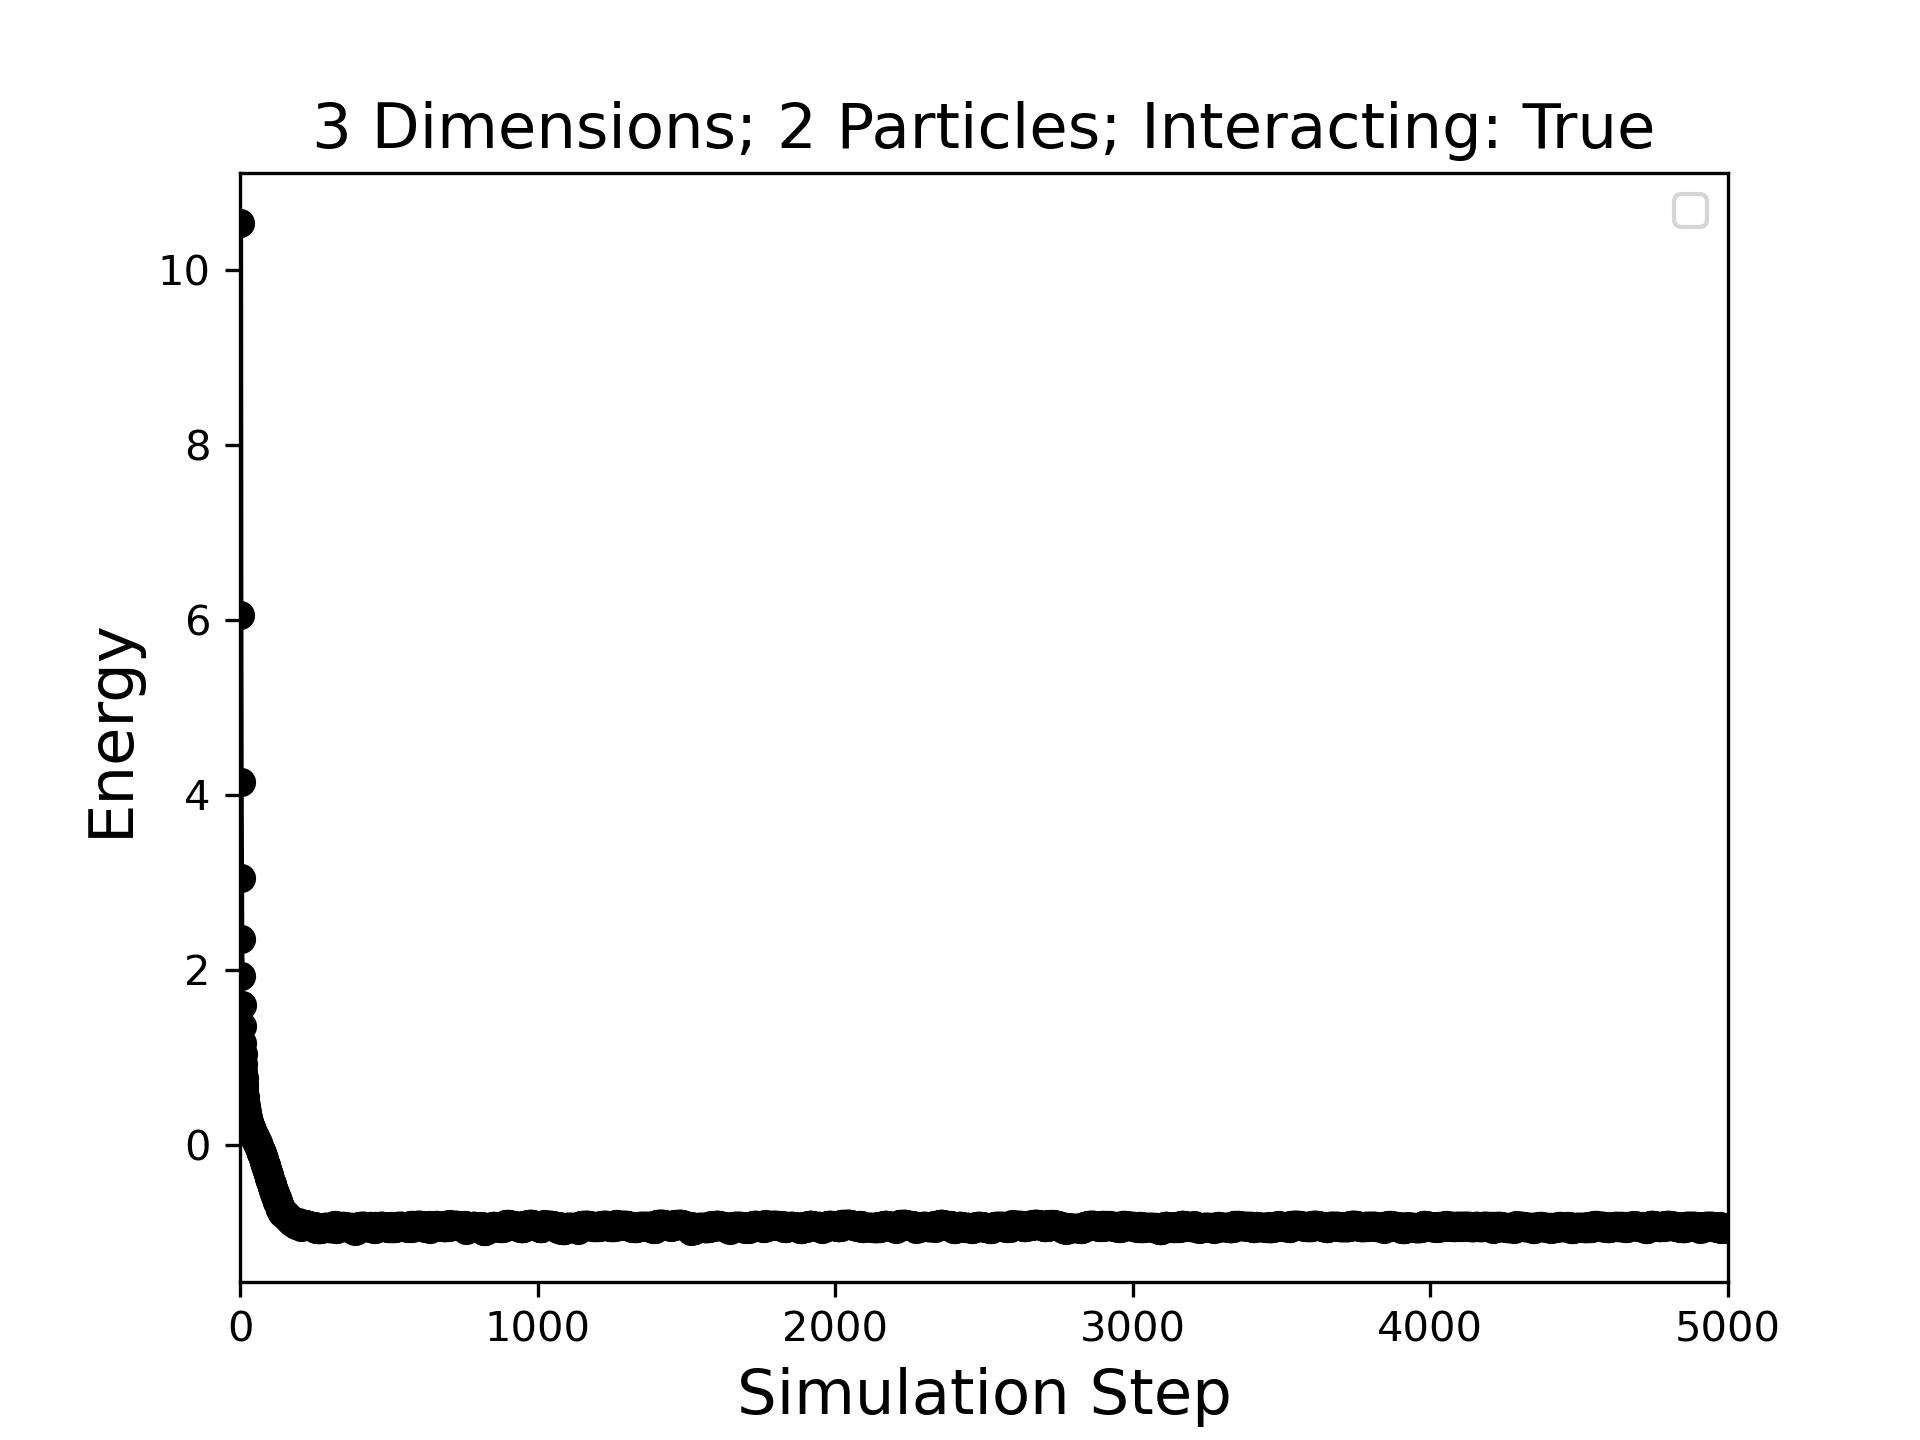 3 Dimensions; 2 Particles; Interacting: True
10
8
6
4
2
0
Energy
0 1000 2000 3000 4000 5000
Simulation Step